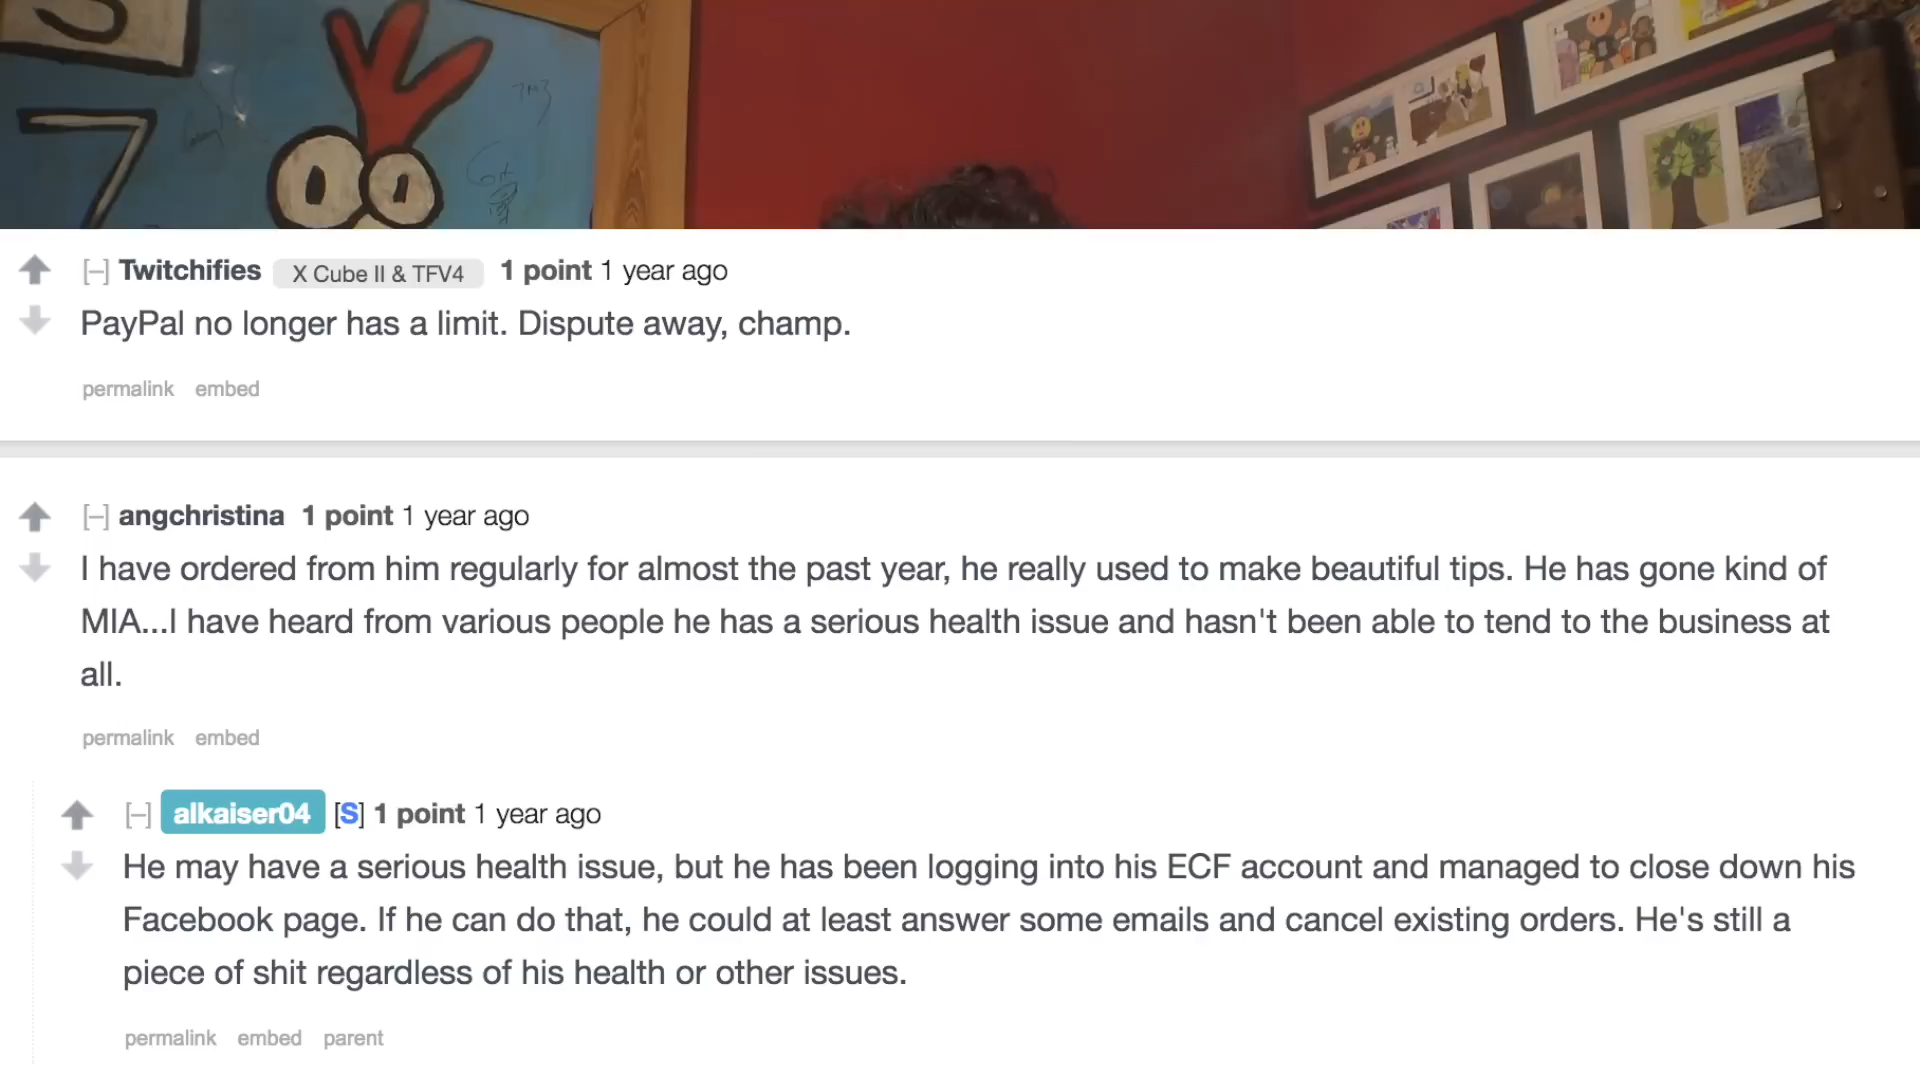 7
[–] Twitchifies X Cube II & TFV4 1 point 1 year ago
PayPal no longer has a limit. Dispute away, champ.
permalink embed
[–] angchristina 1 point 1 year ago
I have ordered from him regularly for almost the past year, he really used to make beautiful tips. He has gone kind of
MIA...I have heard from various people he has a serious health issue and hasn't been able to tend to the business at
all.
permalink embed
[–] alkaiser04 [S] 1 point 1 year ago
He may have a serious health issue, but he has been logging into his ECF account and managed to close down his
Facebook page. If he can do that, he could at least answer some emails and cancel existing orders. He's still a
piece of shit regardless of his health or other issues.
permalink embed parent